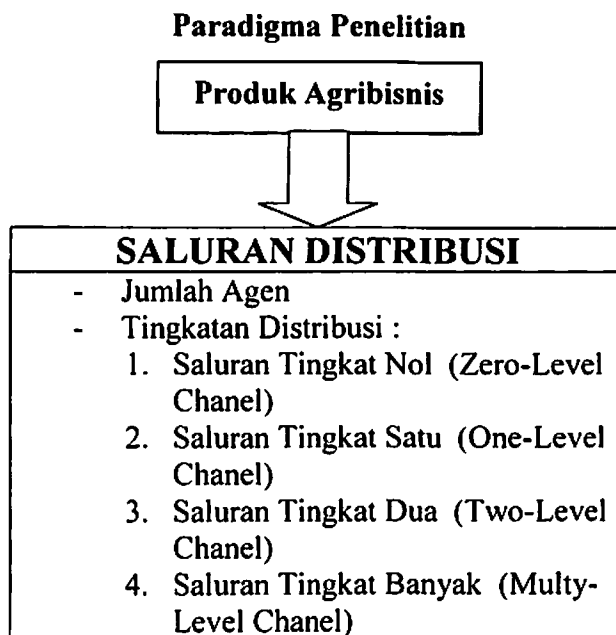 Paradigma Penelitian
Produk Agribisnis
SALURAN DISTRIBUSI
- Jumlah Agen
- Tingkatan Distribusi :
1. Saluran Tingkat Nol (Zero-Level
Chanel)
2. Saluran Tingkat Satu (One-Level
Chanel)
3. Saluran Tingkat Dua (Two-Level
Chanel)
4. Saluran Tingkat Banyak (Multy-
Level Chanel)